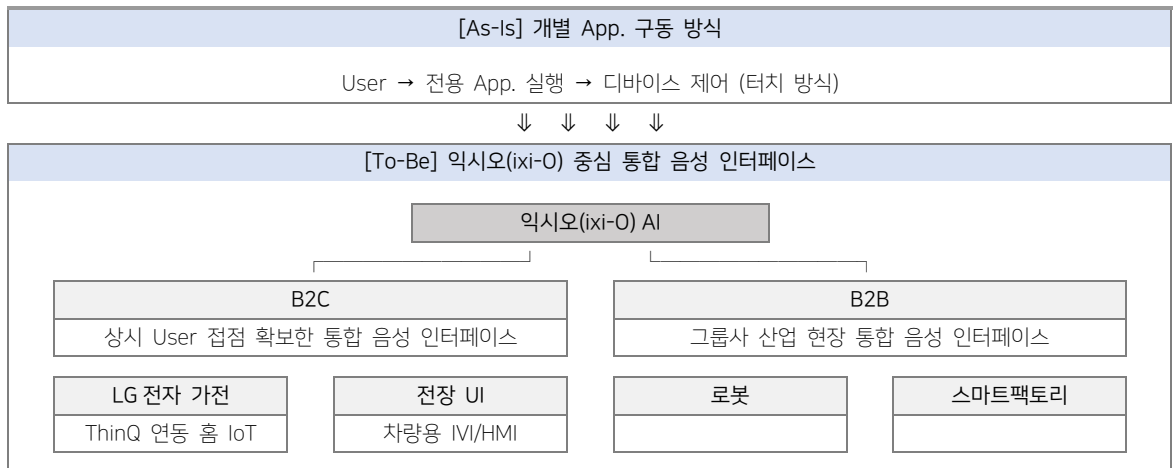 [As-Is] 개별 App. 구동 방식
User → 전용 App. 실행 → 디바이스 제어 (터치 방식)
⇓ ⇓ ⇓ ⇓
[To-Be] 익시오(ixi-O) 중심 통합 음성 인터페이스
익시오(ixi-O) AI
B2C
상시 User 접점 확보한 통합 음성 인터페이스
B2B
그룹사 산업 현장 통합 음성 인터페이스
LG전자 가전
ThinQ 연동 홈 IoT
전장 UI
차량용 IVI/HMI
로봇
스마트팩토리